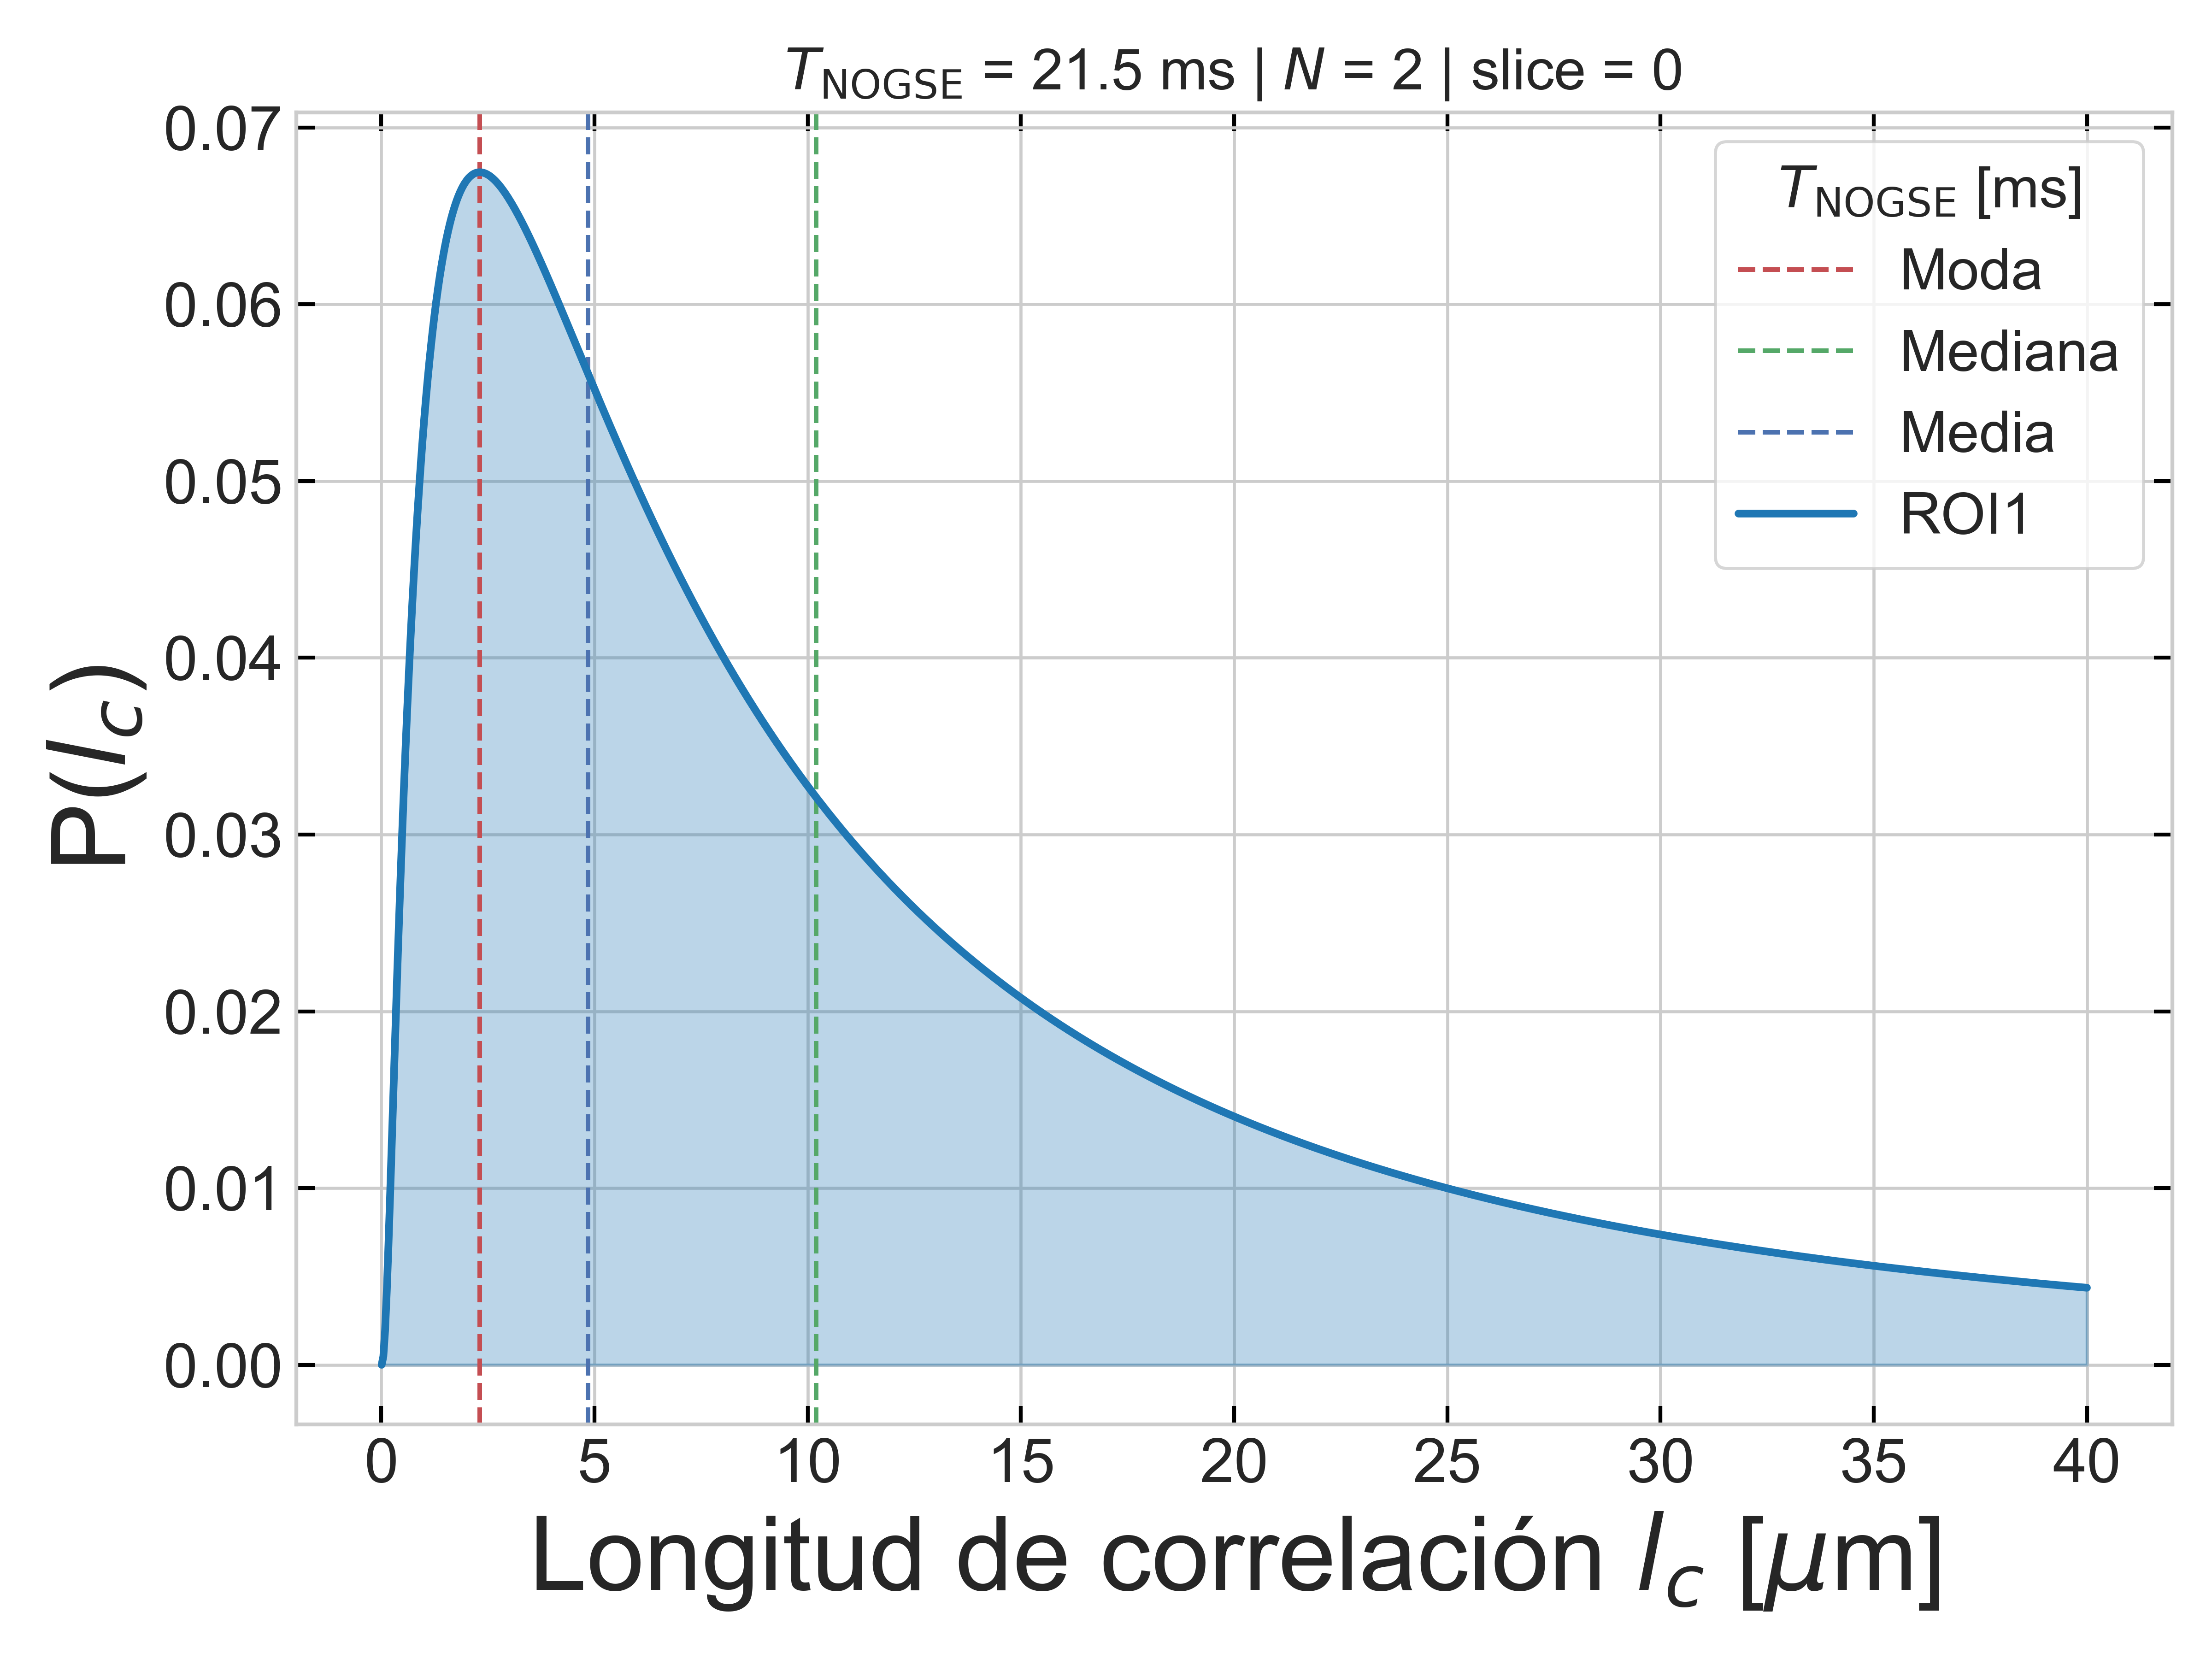 T_NOGSE = 21.5 ms | N = 2 | slice = 0
0.07
0.06
0.05
0.04
0.03
0.02
0.01
0.00
P(l_c)
T_NOGSE [ms]
Moda
Mediana
Media
ROI1
0 5 10 15 20 25 30 35 40
Longitud de correlación l_c [μm]